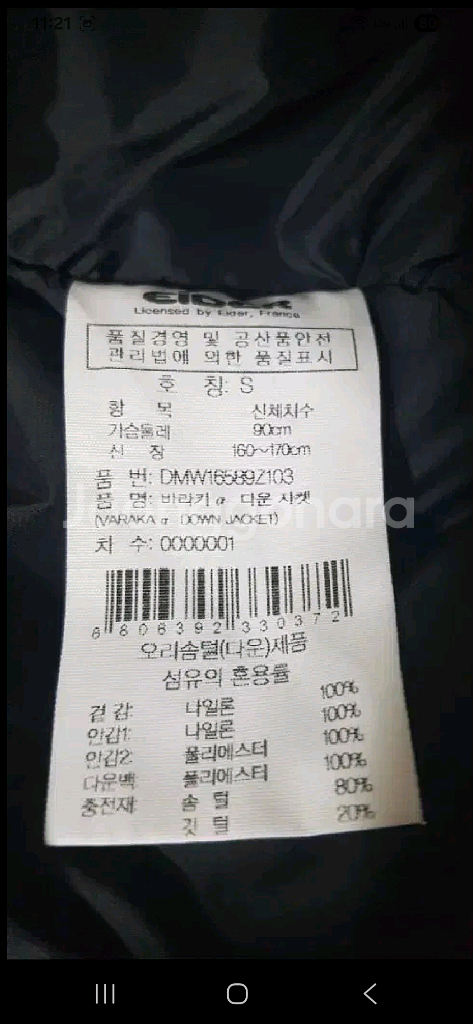 11:21
EIDER
Licensed by Eider, France
품질경영 및 공산품안전
관리법에 의한 품질표시
호 칭: S
항 목 신체치수
가슴둘레 90cm
신 장 160~170cm
품 번: DMW16589Z103
품 명: 바라카 α 다운 자켓
(VARAKA α DOWN JACKET)
차 수: 0000001
8 808392 330372
오리솜털(다운)제품
섬유의 혼용률
겉감: 나일론 100%
안감1: 나일론 100%
안감2: 폴리에스터 100%
다운백: 폴리에스터 100%
충전재: 솜 털 80%
깃 털 20%